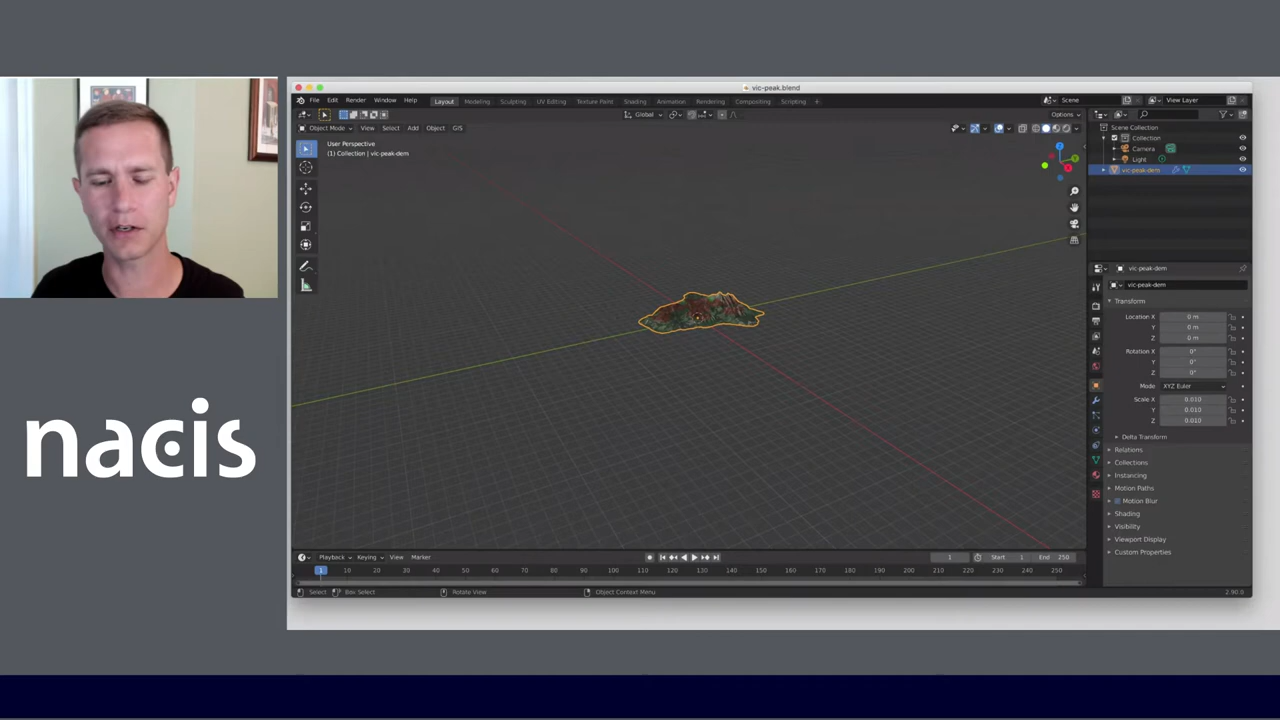 nacis
vic-peak.blend
File Edit Render Window Help
Layout Modeling Sculpting UV Editing Texture Paint Shading Animation Rendering Compositing Scripting +
Scene
View Layer
Global
Options
Object Mode View Select Add Object GIS
User Perspective
(1) Collection | vic-peak-dem
Scene Collection
Collection
Camera
Light
vic-peak-dem
vic-peak-dem
vic-peak-dem
Transform
Location X 0 m
Y 0 m
Z 0 m
Rotation X 0°
Y 0°
Z 0°
Mode XYZ Euler
Scale X 0.010
Y 0.010
Z 0.010
Delta Transform
Relations
Collections
Instancing
Motion Paths
Motion Blur
Shading
Visibility
Viewport Display
Custom Properties
Playback Keying View Marker
1 Start 1 End 250
1 10 20 30 40 50 60 70 80 90 100 110 120 130 140 150 160 170 180 190 200 210 220 230 240 250
Select Box Select Rotate View Object Context Menu 2.90.0